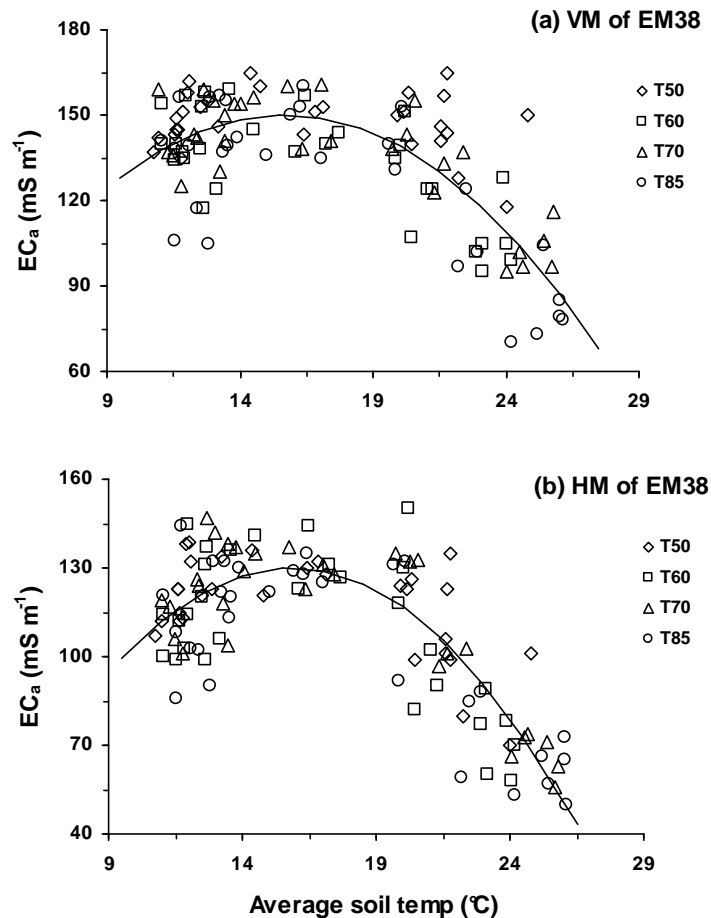 (a) VM of EM38
180
150
120
90
60
ECa (mS m-1)
T50
T60
T70
T85
9 14 19 24 29
(b) HM of EM38
160
130
100
70
40
ECa (mS m-1)
T50
T60
T70
T85
9 14 19 24 29
Average soil temp (°C)